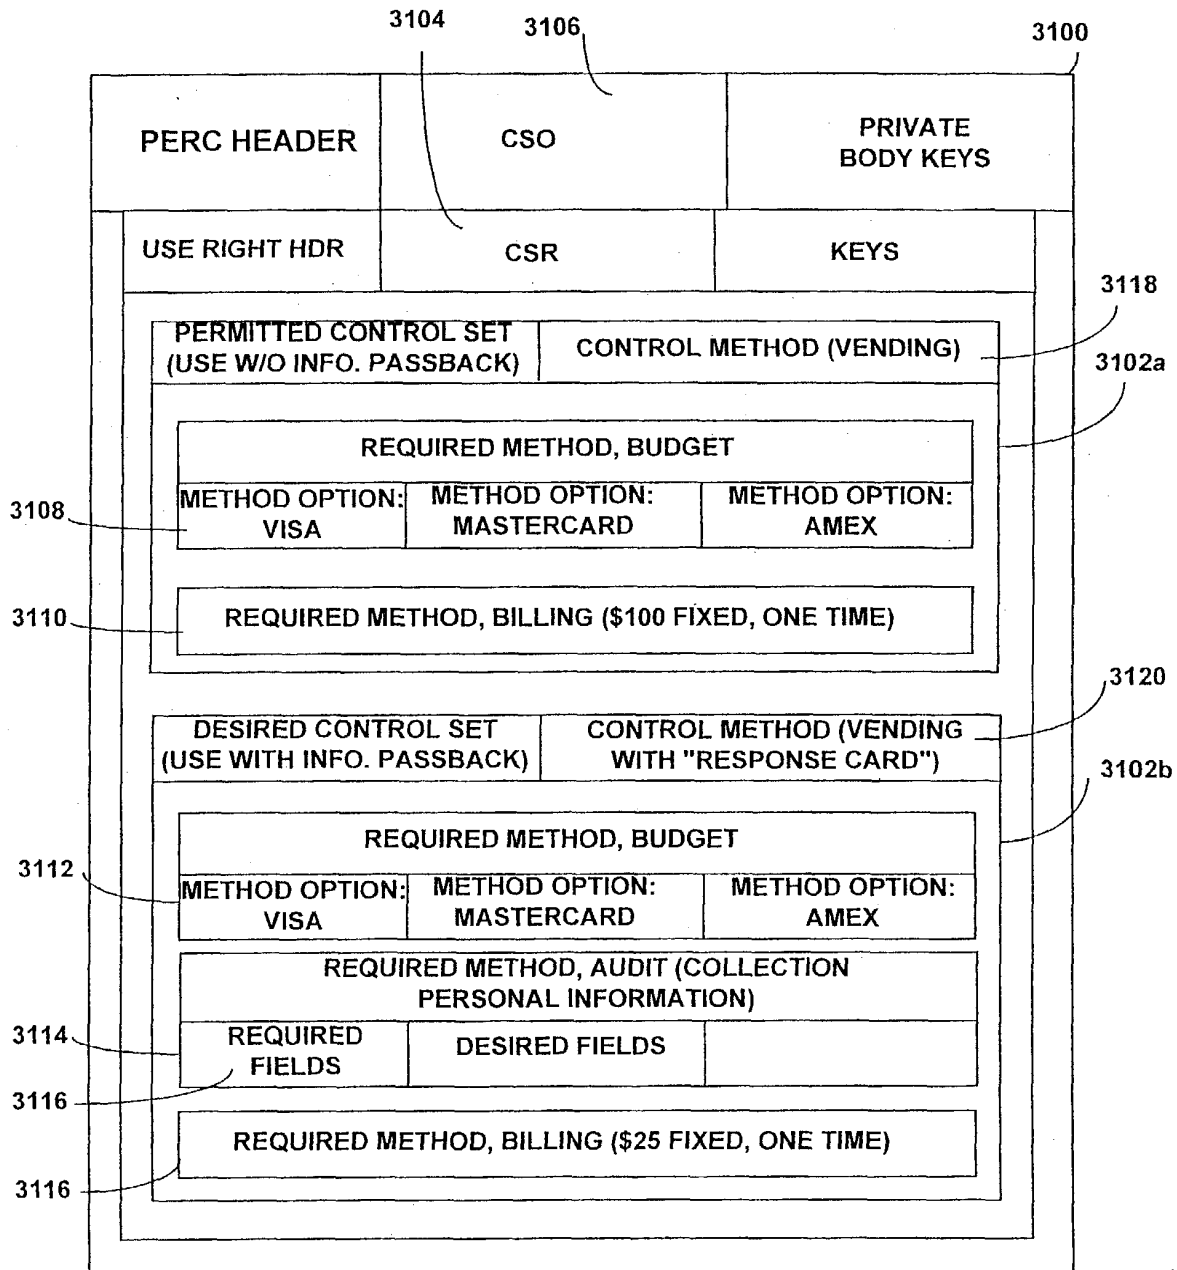 3104
3106
3100
PERC HEADER
CSO
PRIVATE
BODY KEYS
USE RIGHT HDR
CSR
KEYS
3118
PERMITTED CONTROL SET
(USE W/O INFO. PASSBACK)
CONTROL METHOD (VENDING)
3102a
REQUIRED METHOD, BUDGET
3108
METHOD OPTION:
VISA
METHOD OPTION:
MASTERCARD
METHOD OPTION:
AMEX
3110
REQUIRED METHOD, BILLING ($100 FIXED, ONE TIME)
3120
DESIRED CONTROL SET
(USE WITH INFO. PASSBACK)
CONTROL METHOD (VENDING
WITH "RESPONSE CARD")
3102b
REQUIRED METHOD, BUDGET
3112
METHOD OPTION:
VISA
METHOD OPTION:
MASTERCARD
METHOD OPTION:
AMEX
REQUIRED METHOD, AUDIT (COLLECTION
PERSONAL INFORMATION)
3114
REQUIRED
FIELDS
DESIRED FIELDS
3116
REQUIRED METHOD, BILLING ($25 FIXED, ONE TIME)
3116